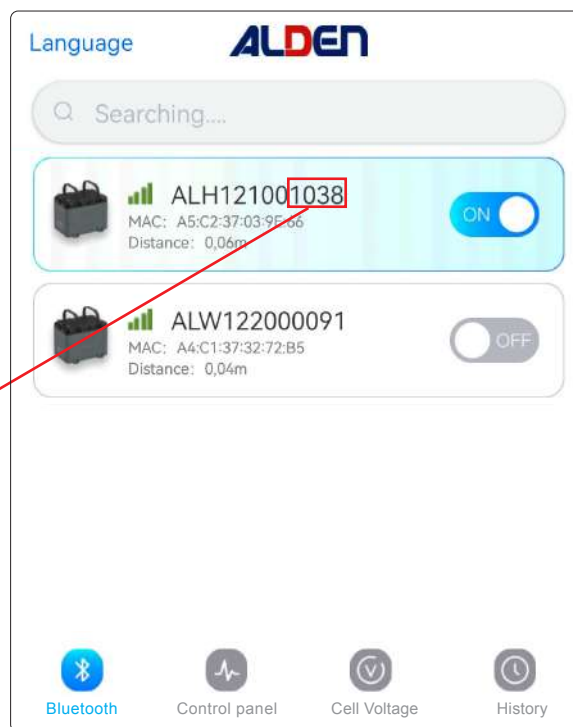 Language
ALDEN
Searching....
ALH121001038
MAC: A5:C2:37:03:9E:66
Distance: 0,06m
ON
ALW122000091
MAC: A4:C1:37:32:72:B5
Distance: 0,04m
OFF
Bluetooth
Control panel
Cell Voltage
History